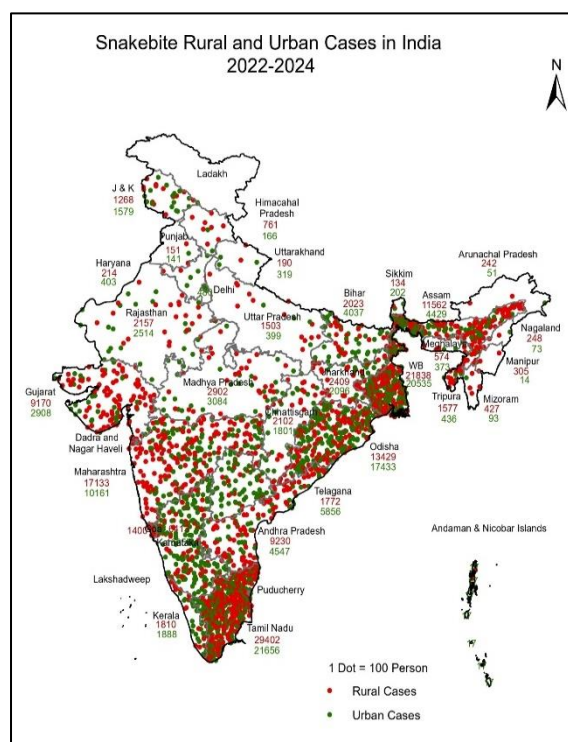 Snakebite Rural and Urban Cases in India
2022-2024
N
Ladakh
J & K
1268
1579
Himacahal
Pradesh
761
166
Punjab
151
141
Uttarakhand
190
319
Haryana
214
403
Delhi
Rajasthan
2157
2514
Uttar Pradesh
1503
399
Bihar
2023
4037
Sikkim
134
202
Arunachal Pradesh
242
51
Assam
11562
4429
Nagaland
248
73
Meghalaya
574
373
Manipur
305
14
Tripura
1577
436
Mizoram
427
93
WB
21838
20535
Jharkhand
2409
2096
Gujarat
9170
2908
Madhya Pradesh
2902
3084
Chhattisgarh
2102
1801
Dadra and
Nagar Haveli
Maharashtra
17133
10161
Odisha
13429
17433
Telagana
1772
5856
Andhra Pradesh
9230
4547
Karnataka
Andaman & Nicobar Islands
Lakshadweep
Puducherry
Kerala
1810
1888
Tamil Nadu
29402
21656
1 Dot = 100 Person
Rural Cases
Urban Cases